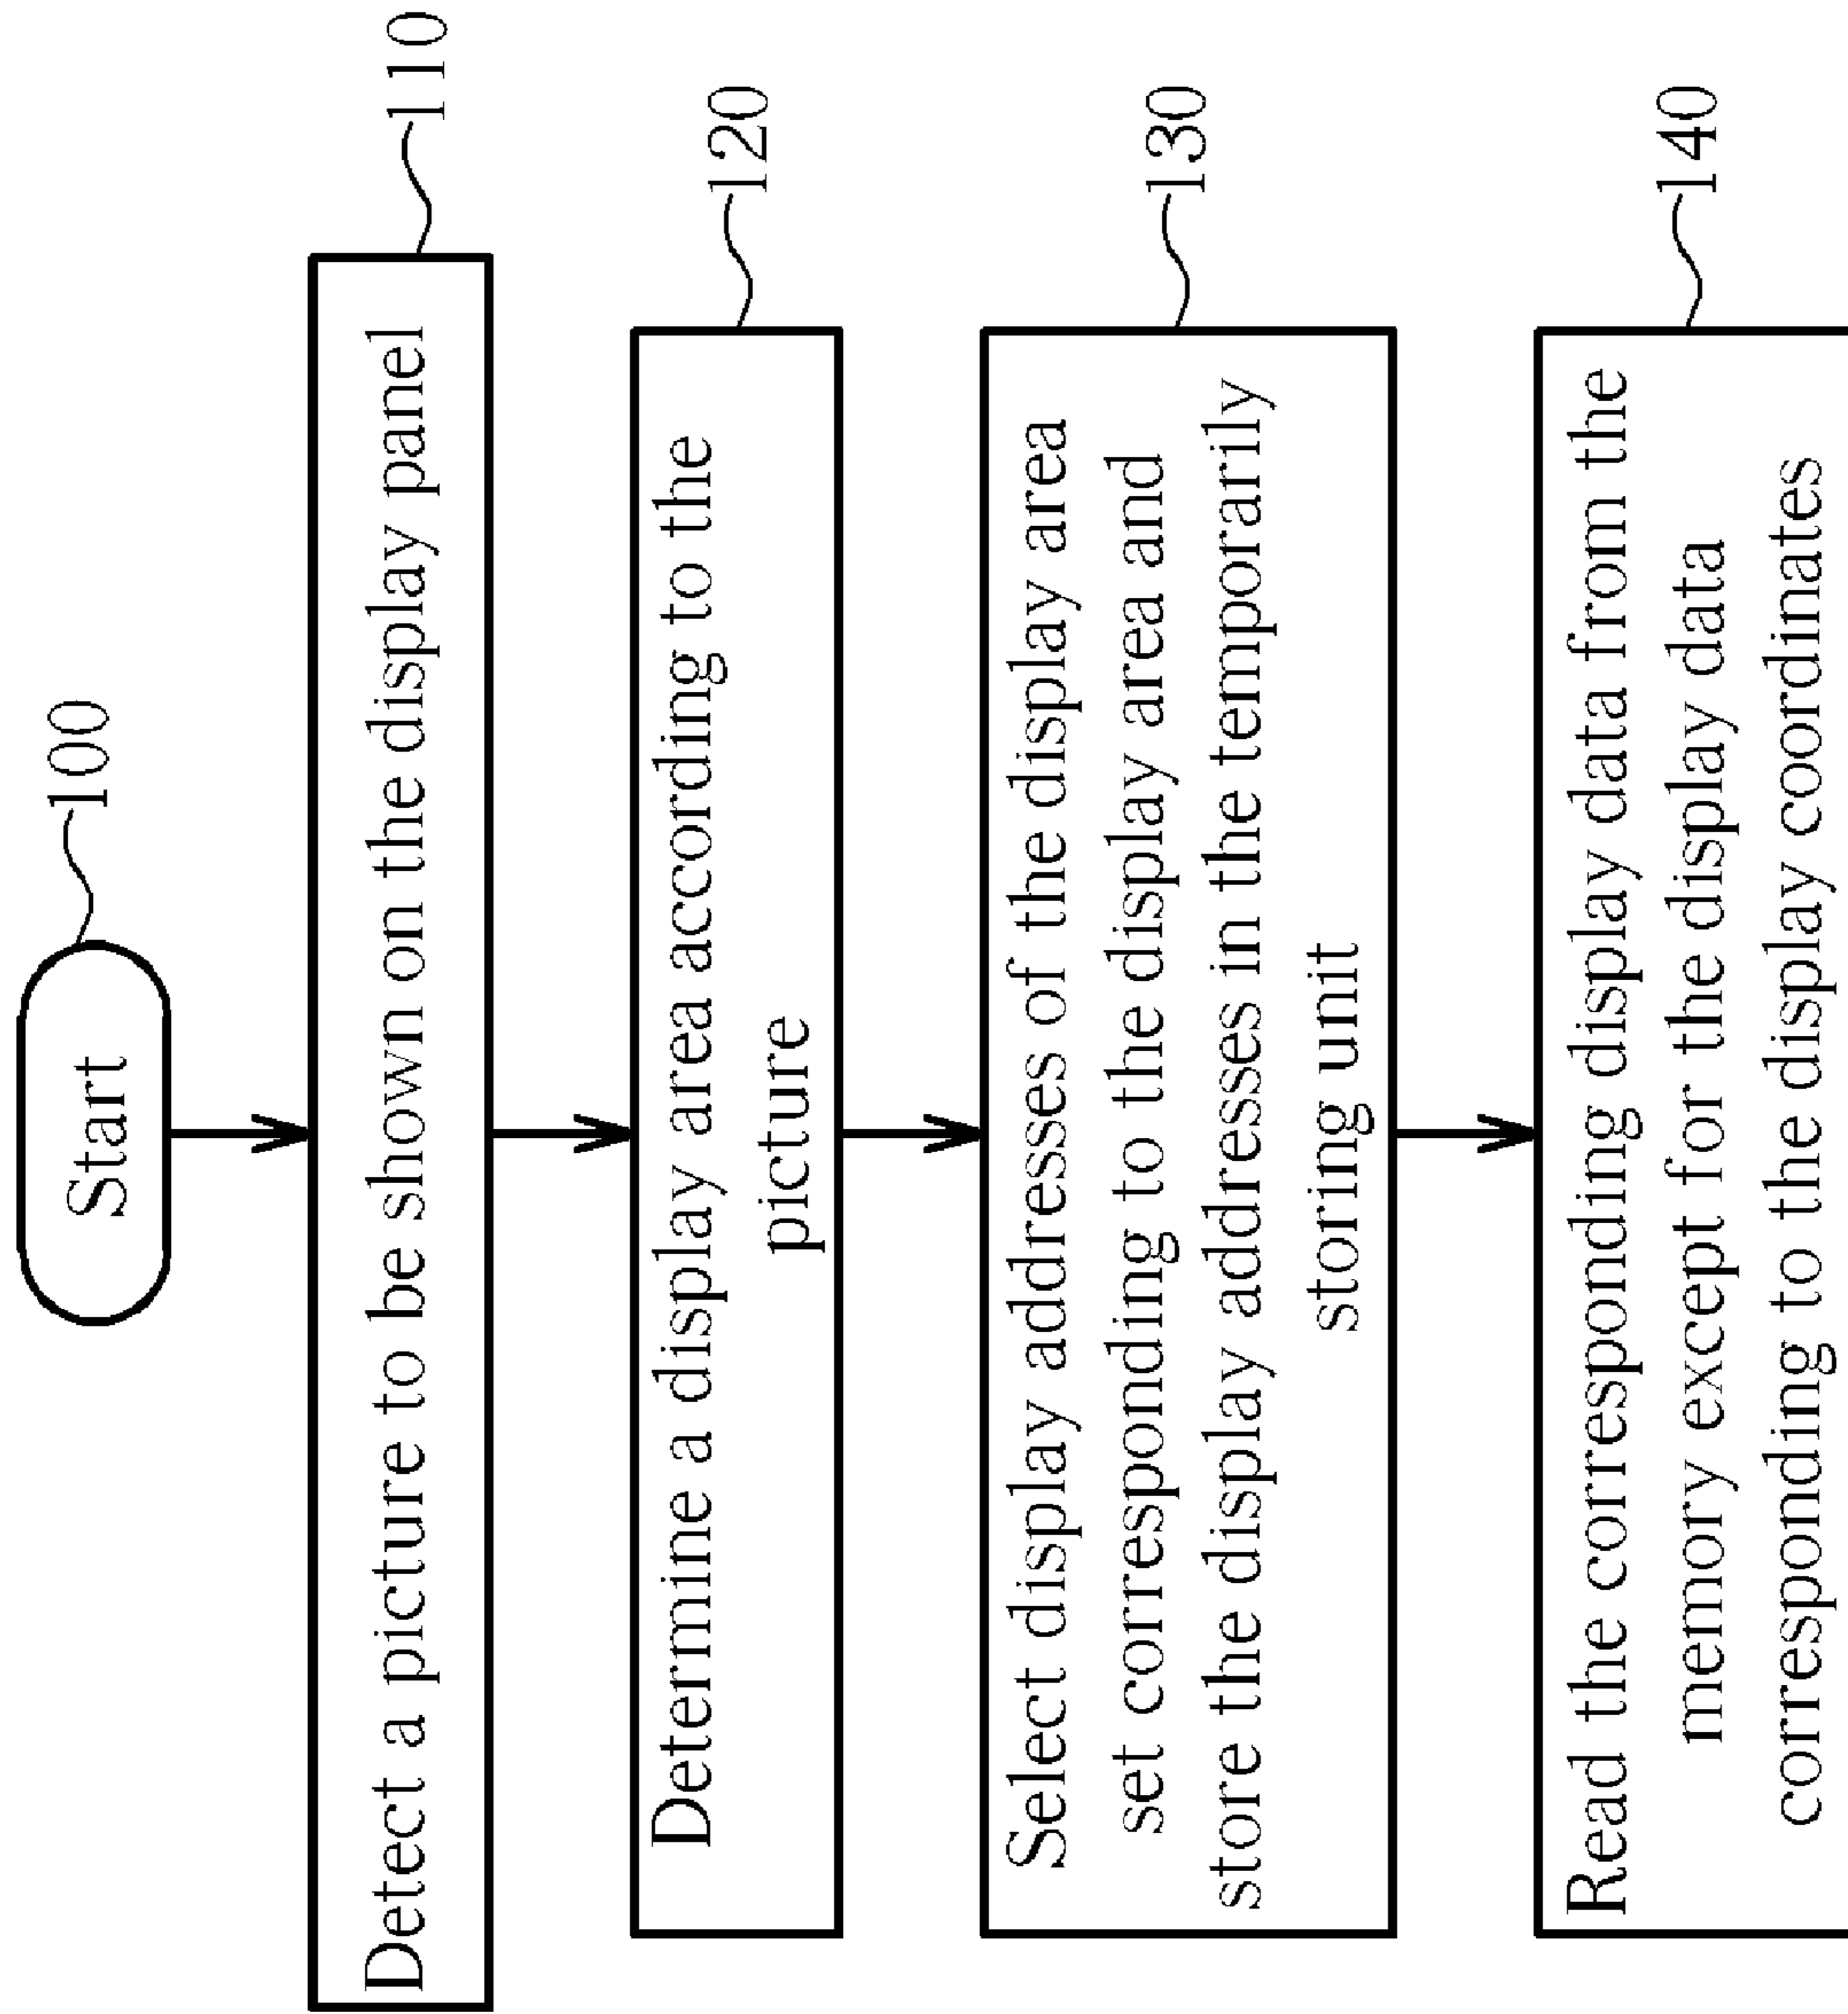 Start
100
Detect a picture to be shown on the display panel
110
Determine a display area according to the
picture
120
Select display addresses of the display area
set corresponding to the display area and
store the display addresses in the temporarily
storing unit
130
Read the corresponding display data from the
memory except for the display data
corresponding to the display coordinates
140